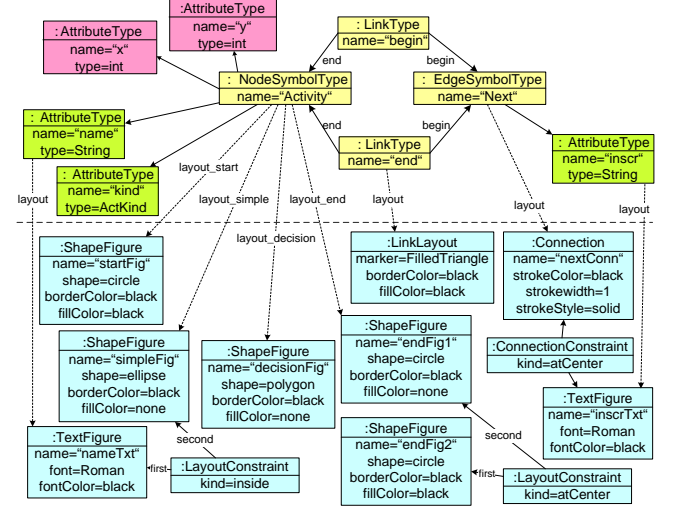 :AttributeType
name="y"
type=int
: LinkType
name="begin"
:AttributeType
name="x"
type=int
end
begin
: NodeSymbolType
name="Activity"
: EdgeSymbolType
name="Next"
: AttributeType
name="name"
type=String
end
begin
: LinkType
name="end"
: AttributeType
name="inscr"
type=String
: AttributeType
name="kind"
type=ActKind
layout_start
layout
layout_simple
layout_end
layout
layout
layout
layout_decision
:ShapeFigure
name="startFig"
shape=circle
borderColor=black
fillColor=black
:LinkLayout
marker=FilledTriangle
borderColor=black
fillColor=black
:Connection
name="nextConn"
strokeColor=black
strokewidth=1
strokeStyle=solid
:ShapeFigure
name="simpleFig"
shape=ellipse
borderColor=black
fillColor=none
:ShapeFigure
name="decisionFig"
shape=polygon
borderColor=black
fillColor=none
:ShapeFigure
name="endFig1"
shape=circle
borderColor=black
fillColor=none
:ConnectionConstraint
kind=atCenter
:TextFigure
name="inscrTxt"
font=Roman
fontColor=black
:TextFigure
name="nameTxt"
font=Roman
fontColor=black
second
first
:LayoutConstraint
kind=inside
:ShapeFigure
name="endFig2"
shape=circle
borderColor=black
fillColor=black
second
first
:LayoutConstraint
kind=atCenter